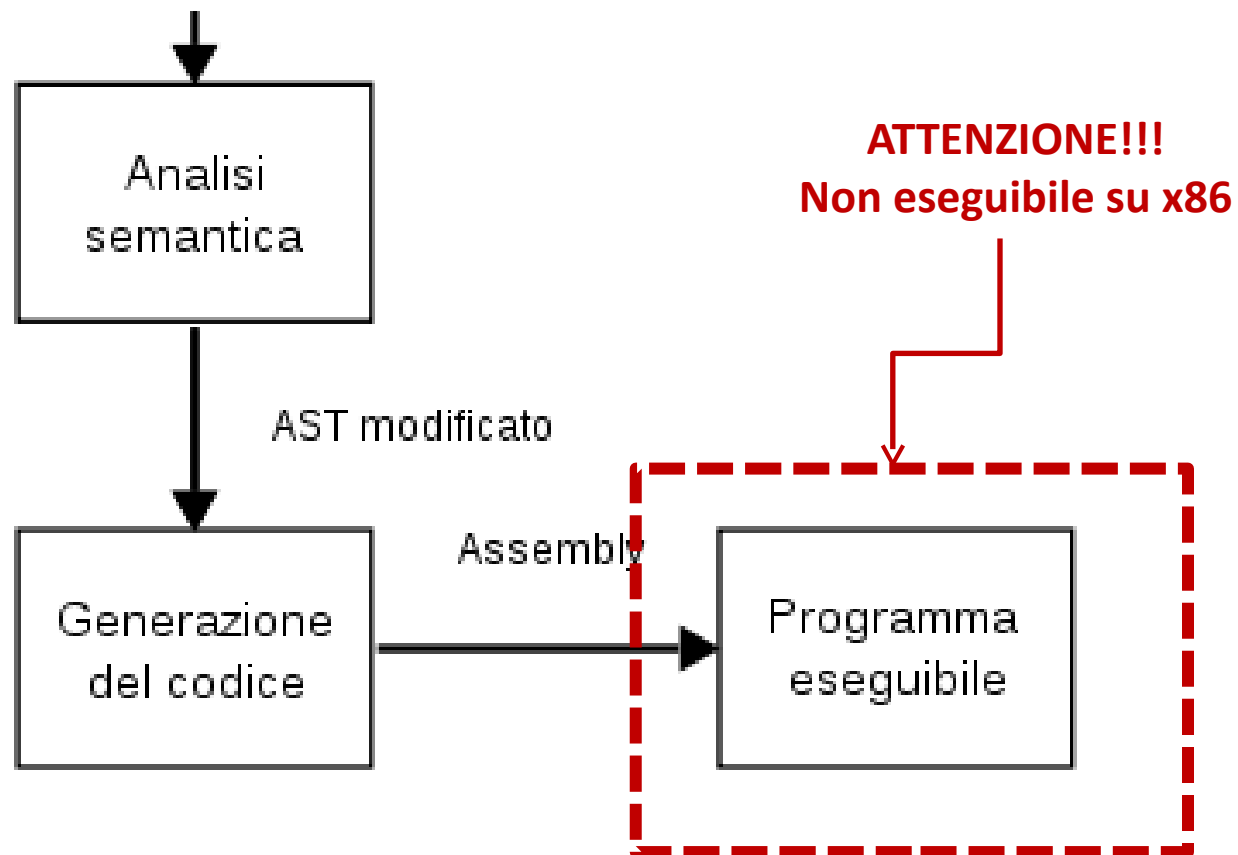 Analisi
semantica
ATTENZIONE!!!
Non eseguibile su x86
AST modificato
Assembly
Generazione
del codice
Programma
eseguibile